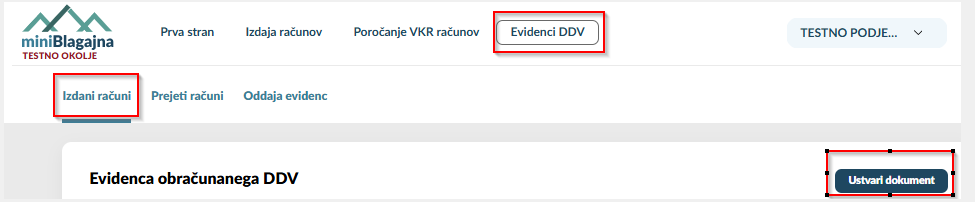 miniBlagajna
TESTNO OKOLJE
Prva stran Izdaja računov Poročanje VKR računov Evidenci DDV TESTNO PODJE...
Izdani računi Prejeti računi Oddaja evidenc
Evidenca obračunanega DDV Ustvari dokument